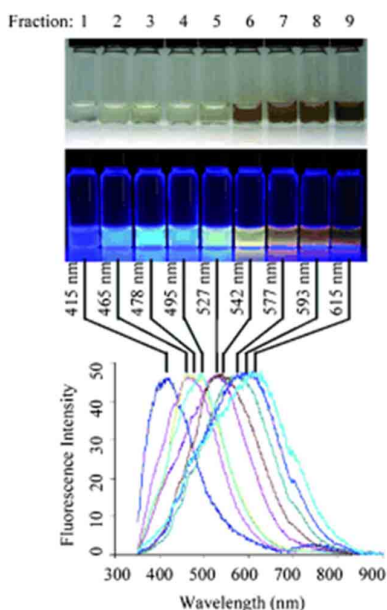 Fraction: 1 2 3 4 5 6 7 8 9
415 nm
465 nm
478 nm
495 nm
527 nm
542 nm
577 nm
593 nm
615 nm
50
40
30
20
10
0
Fluorescence Intensity
300 400 500 600 700 800 900
Wavelength (nm)